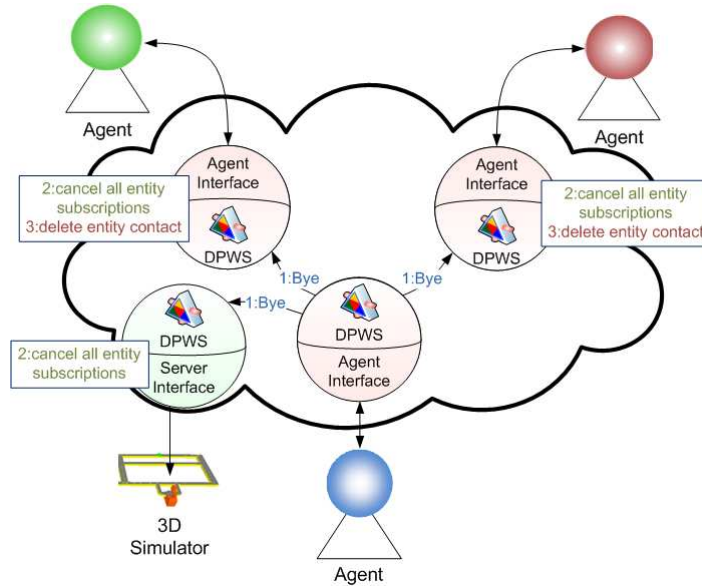 Agent
Agent
Agent
Interface
DPWS
Agent
Interface
DPWS
2:cancel all entity
subscriptions
3:delete entity contact
2:cancel all entity
subscriptions
3:delete entity contact
1:Bye
1:Bye
1:Bye
DPWS
Server
Interface
DPWS
Agent
Interface
2:cancel all entity
subscriptions
3D
Simulator
Agent